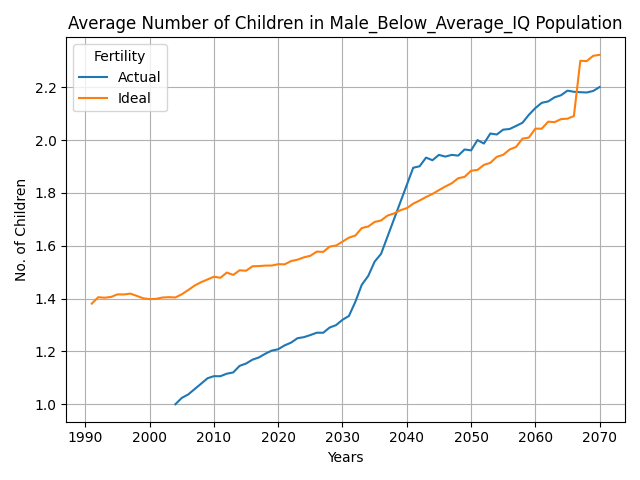 Average Number of Children in Male_Below_Average_IQ Population
Fertility
Actual
Ideal
No. of Children
2.2
2.0
1.8
1.6
1.4
1.2
1.0
1990 2000 2010 2020 2030 2040 2050 2060 2070
Years